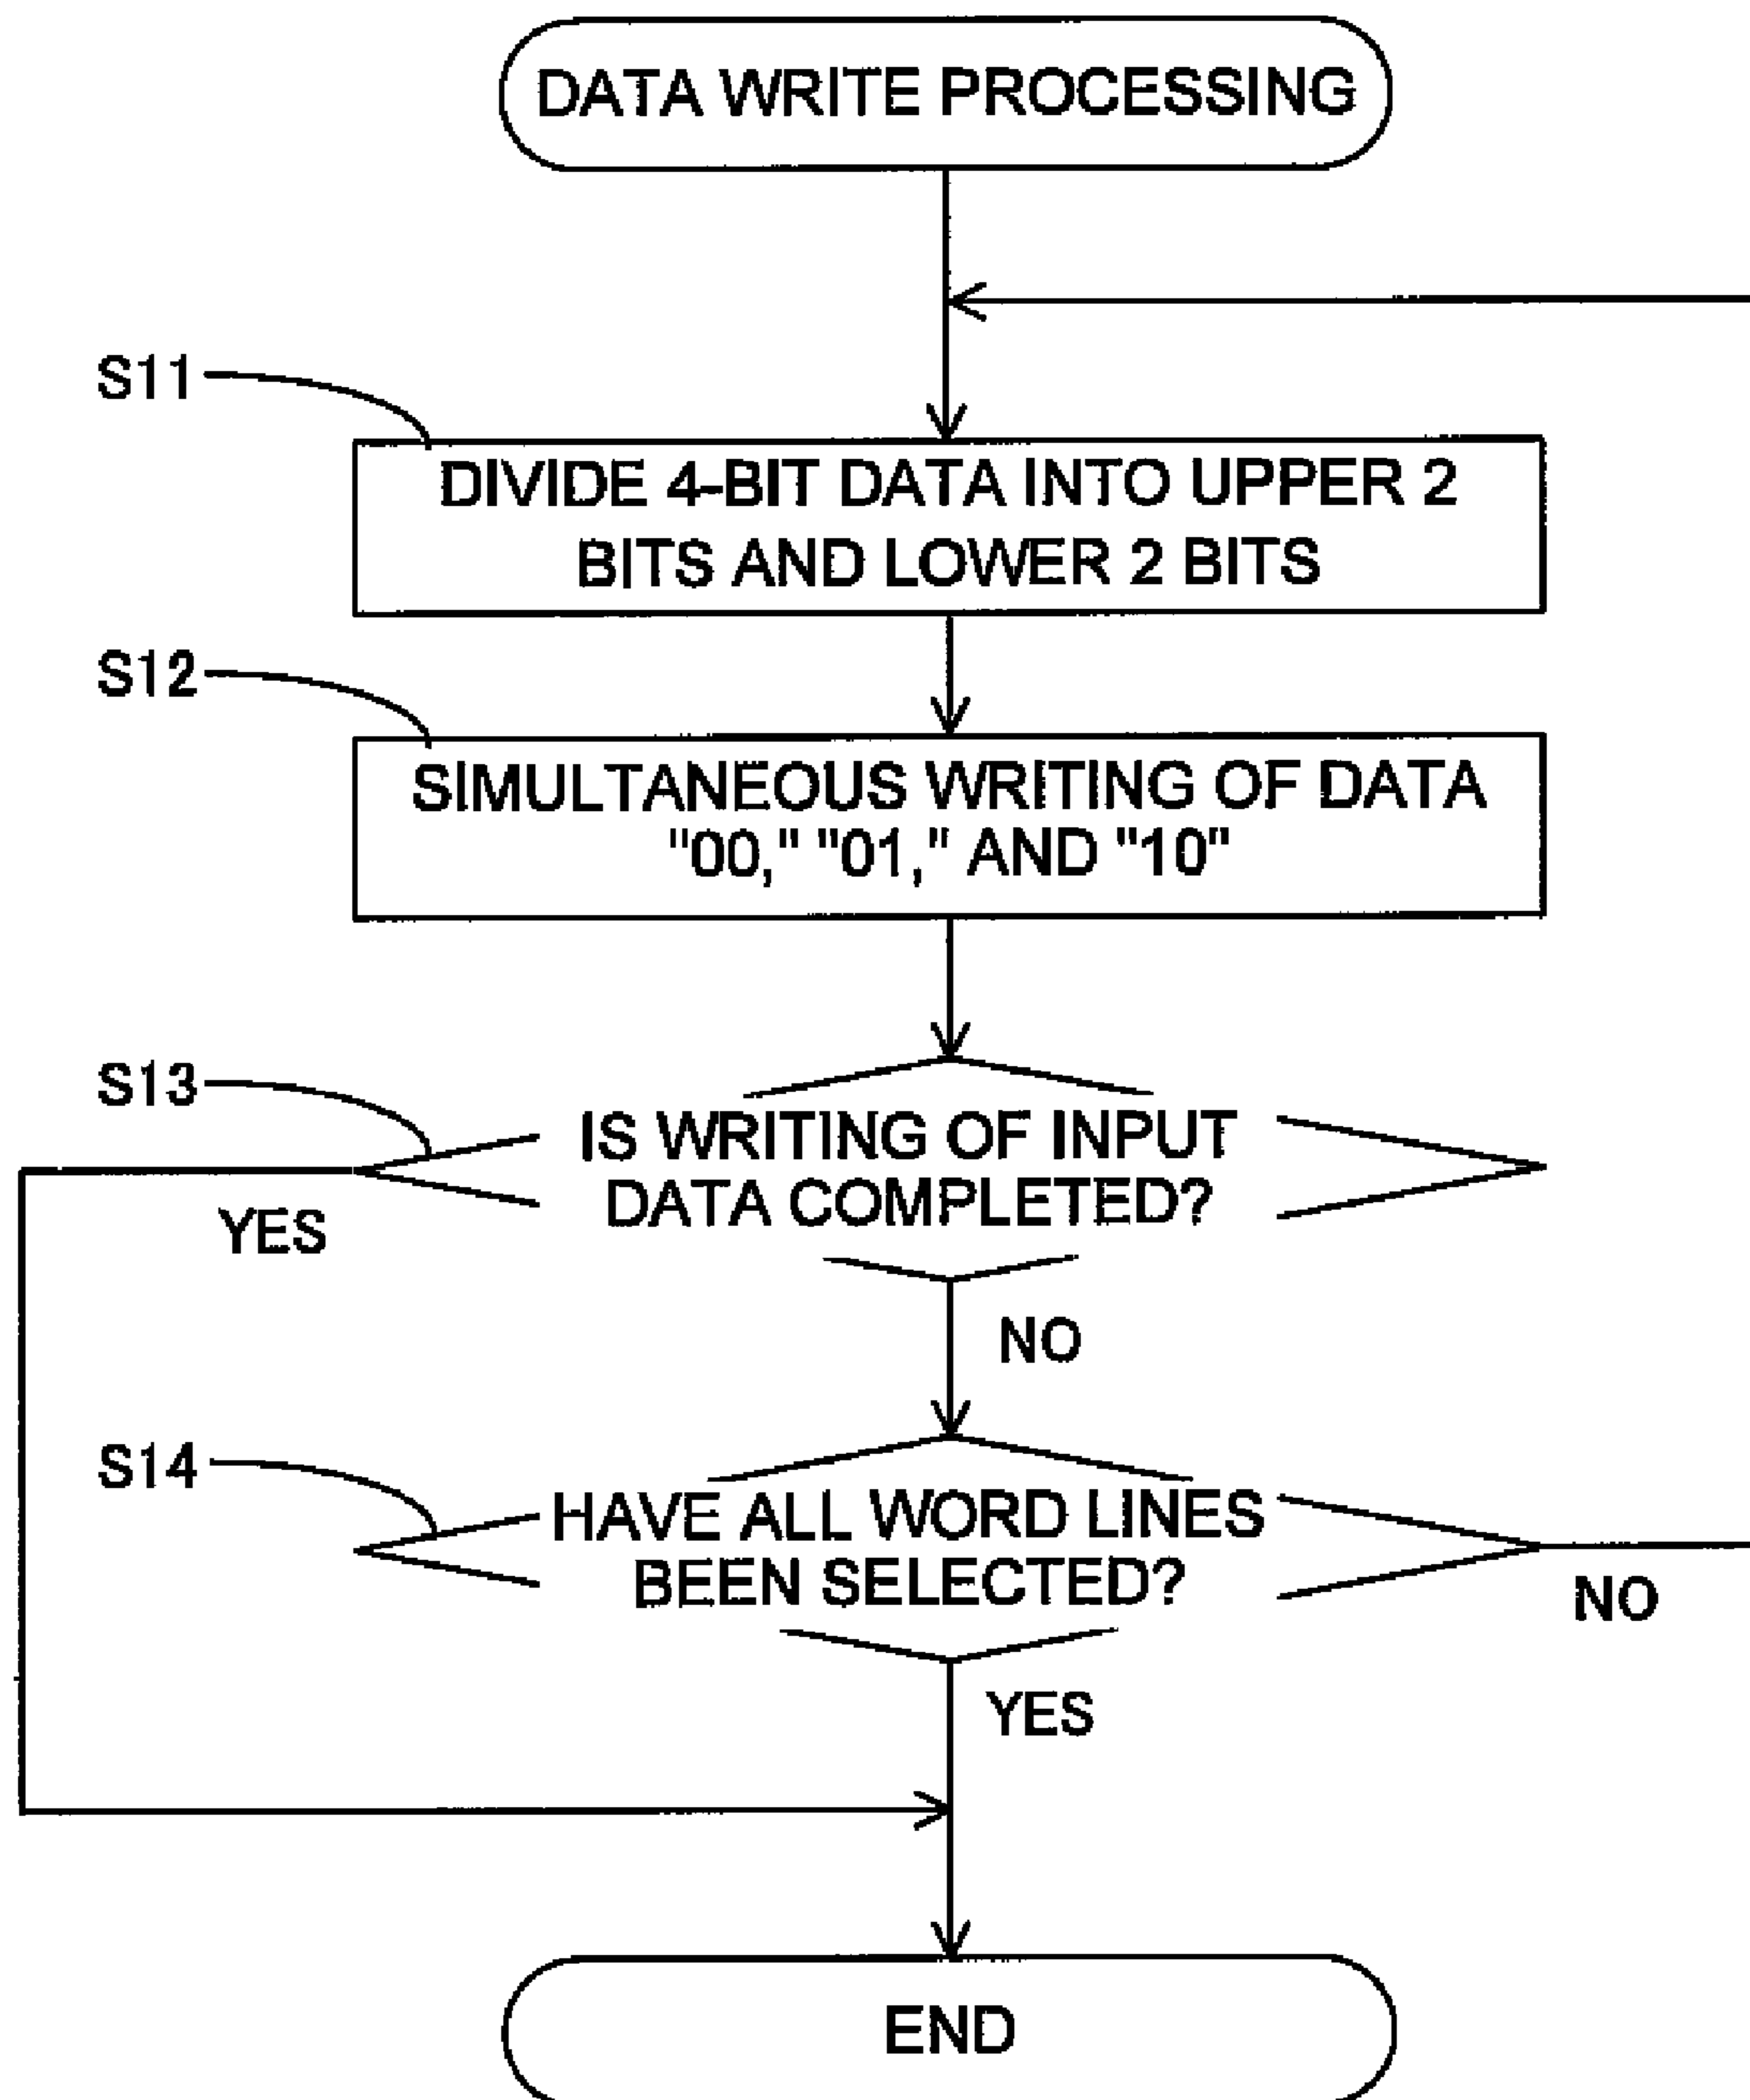 DATA WRITE PROCESSING
S11
DIVIDE 4-BIT DATA INTO UPPER 2
BITS AND LOWER 2 BITS
S12
SIMULTANEOUS WRITING OF DATA
"00," "01," AND "10"
S13
IS WRITING OF INPUT
DATA COMPLETED?
YES
NO
S14
HAVE ALL WORD LINES
BEEN SELECTED?
NO
YES
END